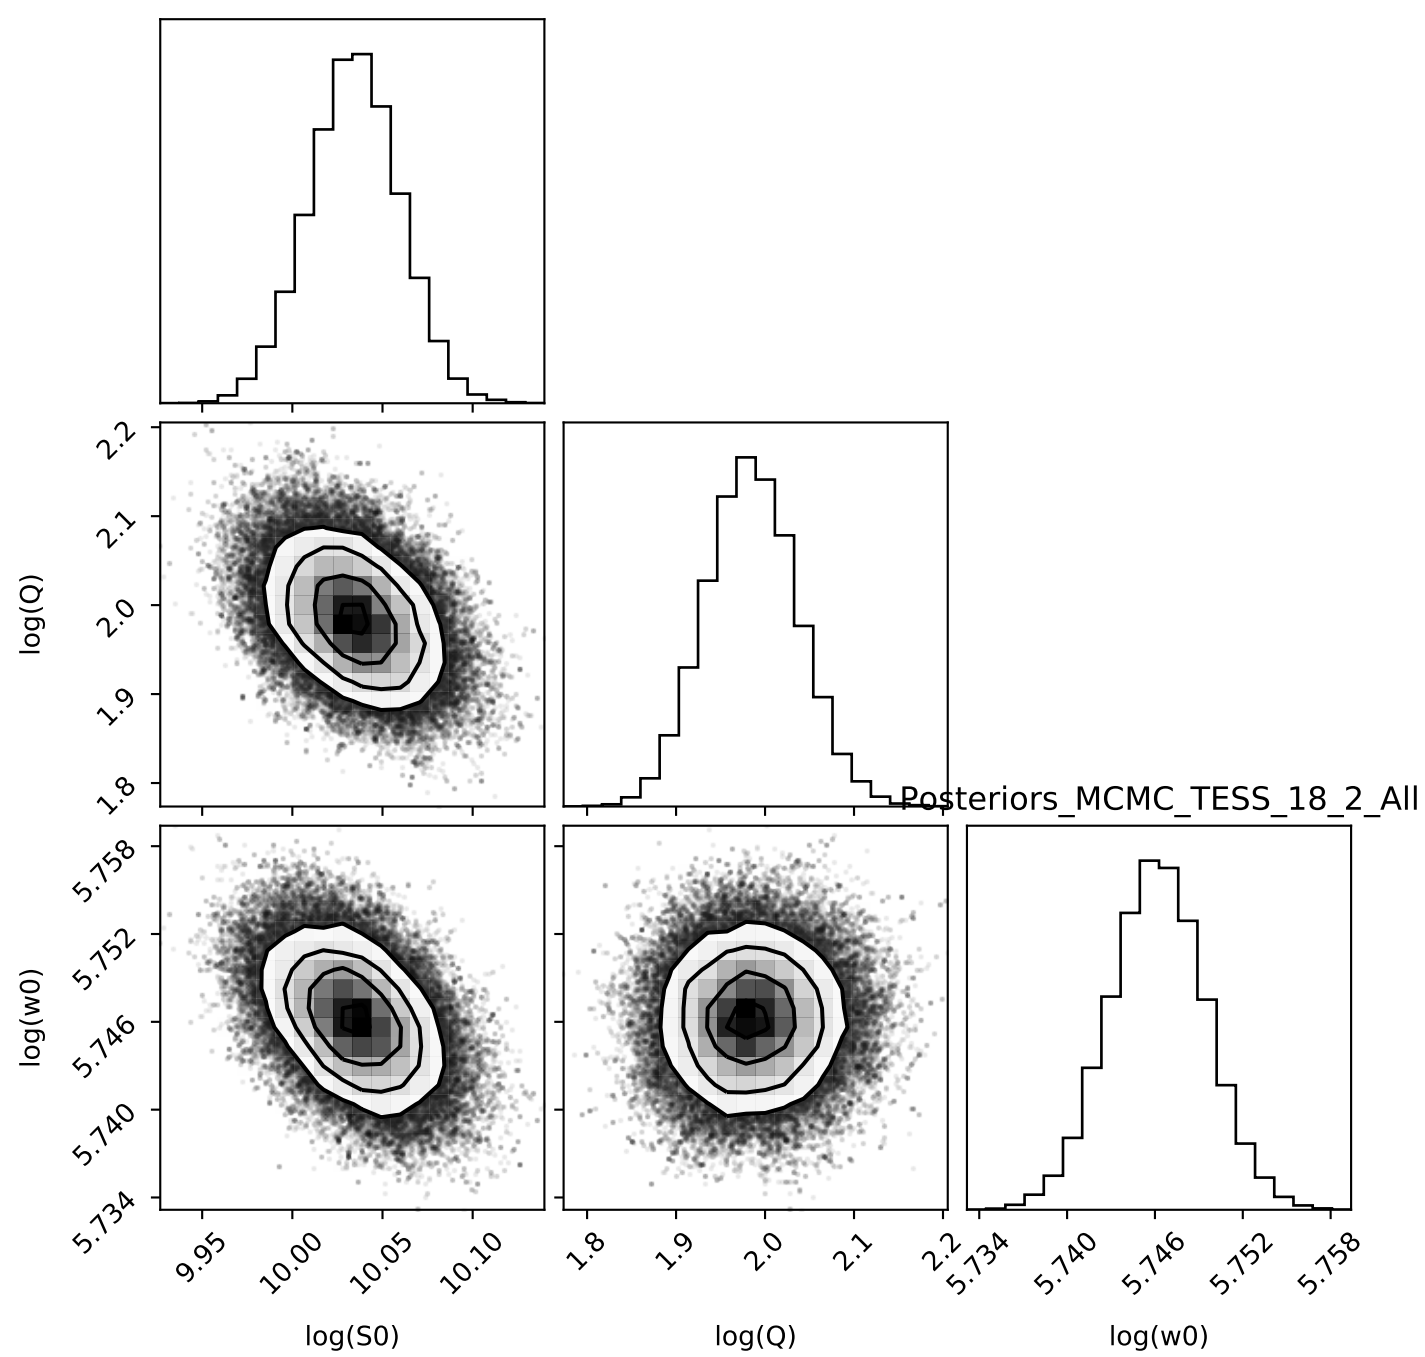 2.2
2.1
2.0
1.9
1.8
log(Q)
Posteriors_MCMC_TESS_18_2_All
5.758
5.752
5.746
5.740
5.734
log(w0)
9.95 10.00 10.05 10.10 1.8 1.9 2.0 2.1 2.2 5.734 5.740 5.746 5.752 5.758
log(S0) log(Q) log(w0)